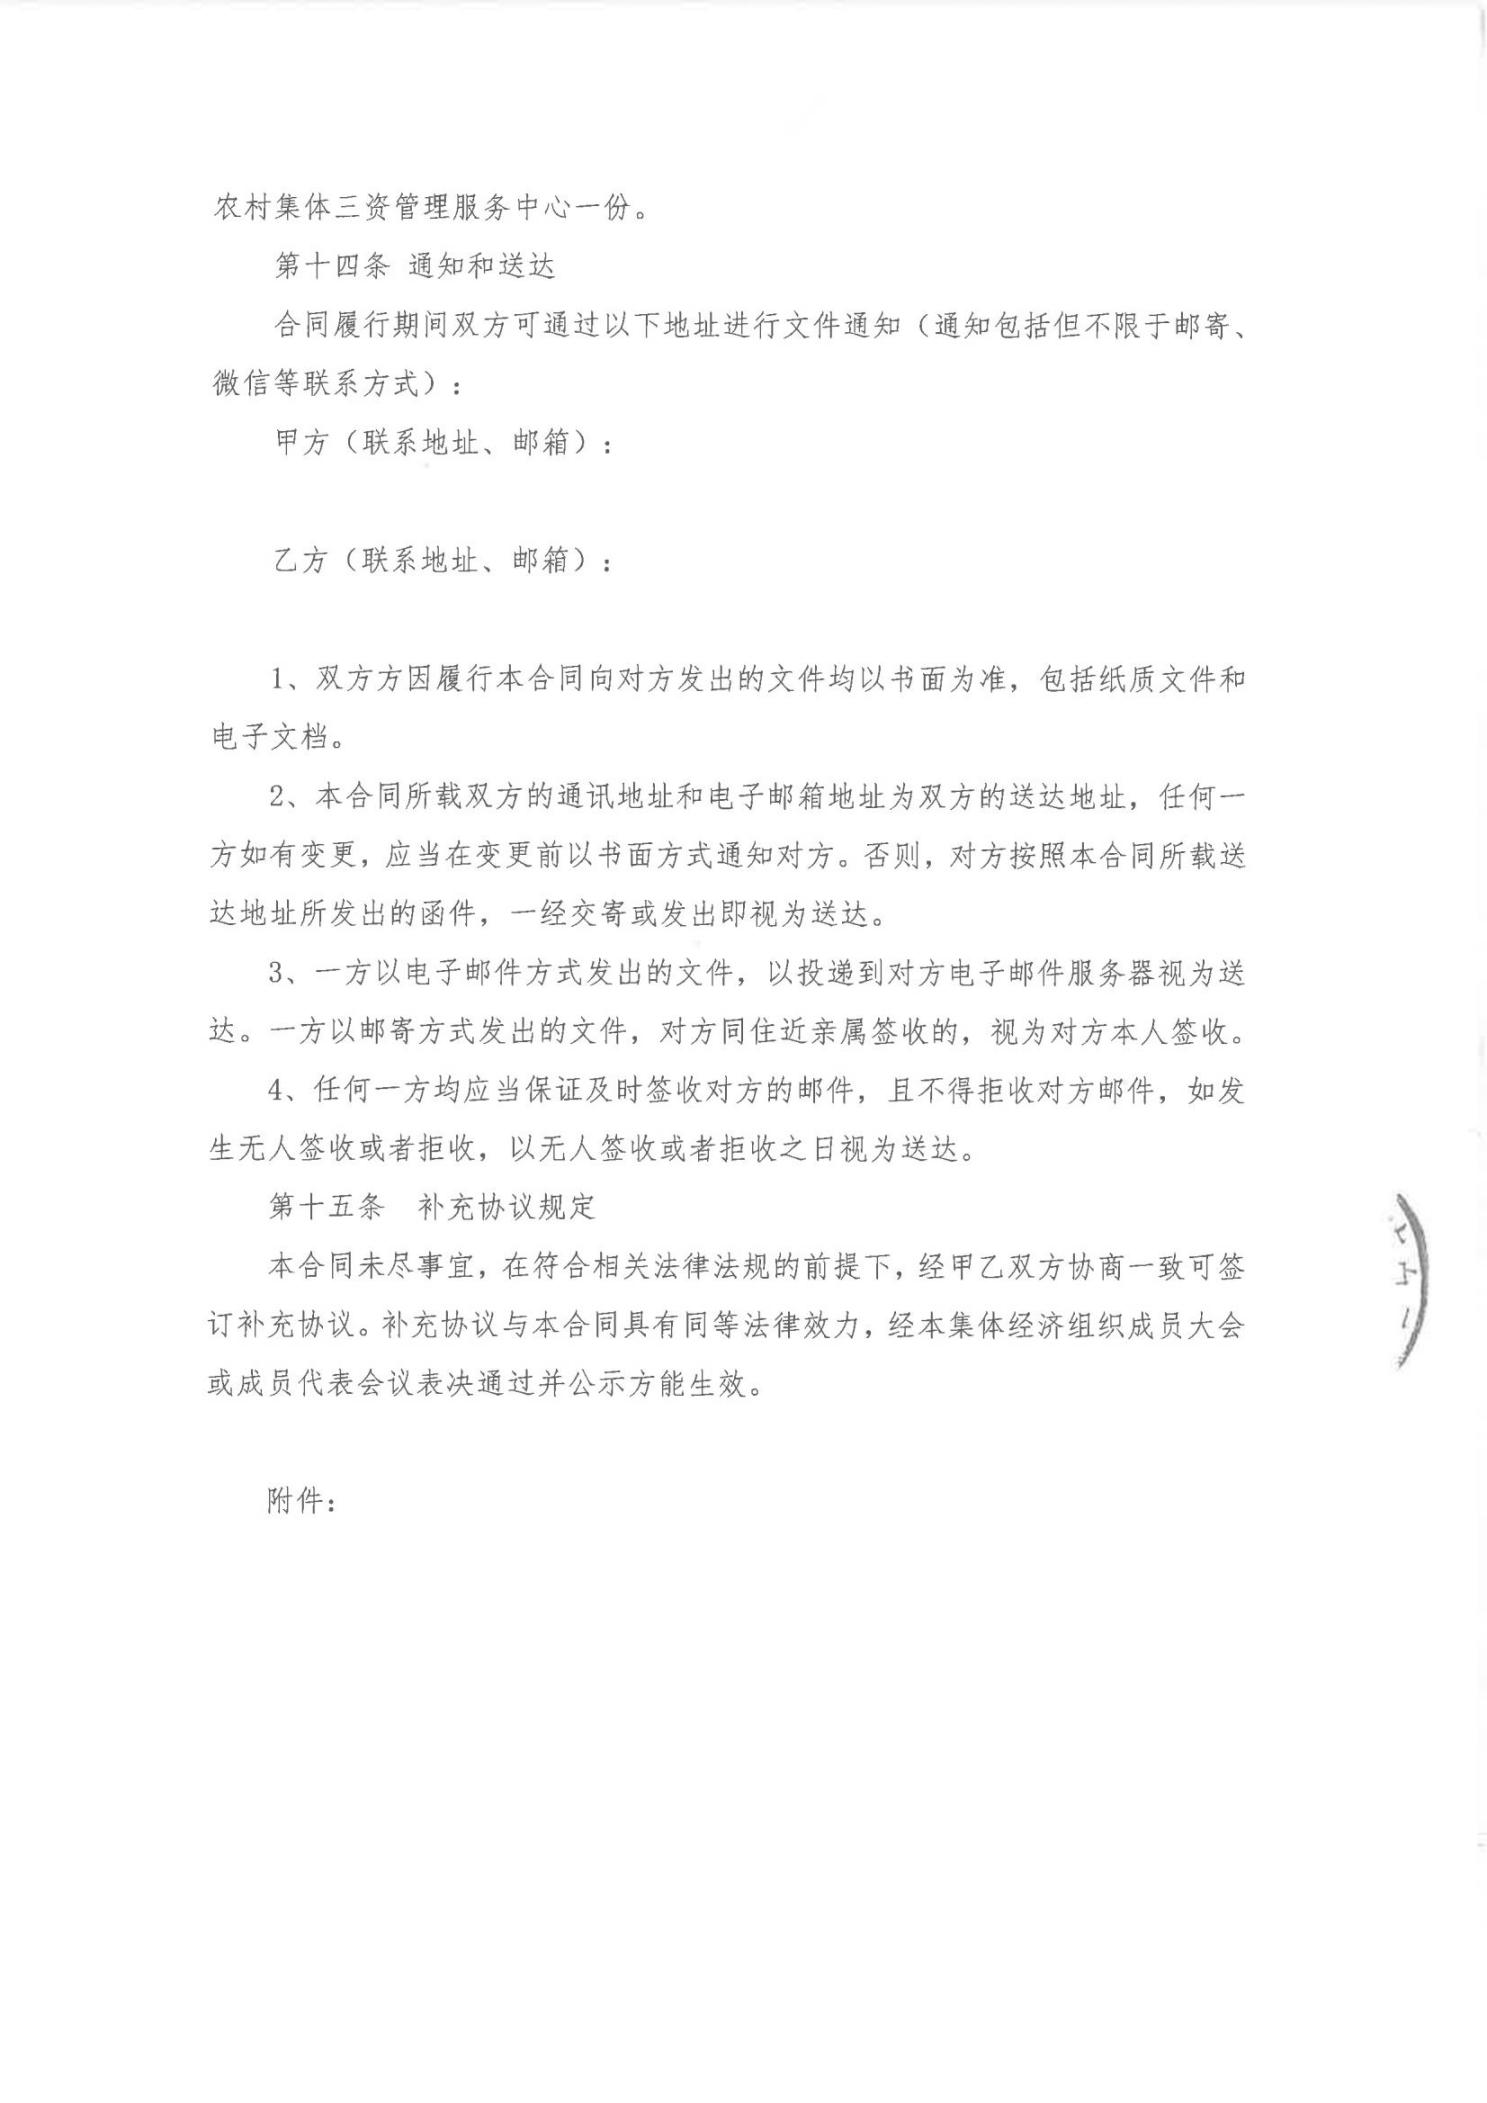 农村集体三资管理服务中心一份。
第十四条 通知和送达
合同履行期间双方可通过以下地址进行文件通知（通知包括但不限于邮寄、
微信等联系方式）：
甲方（联系地址、邮箱）：
乙方（联系地址、邮箱）：
1、双方方因履行本合同向对方发出的文件均以书面为准，包括纸质文件和
电子文档。
2、本合同所载双方的通讯地址和电子邮箱地址为双方的送达地址，任何一
方如有变更，应当在变更前以书面方式通知对方。否则，对方按照本合同所载送
达地址所发出的函件，一经交寄或发出即视为送达。
3、一方以电子邮件方式发出的文件，以投递到对方电子邮件服务器视为送
达。一方以邮寄方式发出的文件，对方同住近亲属签收的，视为对方本人签收。
4、任何一方均应当保证及时签收对方的邮件，且不得拒收对方邮件，如发
生无人签收或者拒收，以无人签收或者拒收之日视为送达。
第十五条　补充协议规定
本合同未尽事宜，在符合相关法律法规的前提下，经甲乙双方协商一致可签
订补充协议。补充协议与本合同具有同等法律效力，经本集体经济组织成员大会
或成员代表会议表决通过并公示方能生效。
附件：